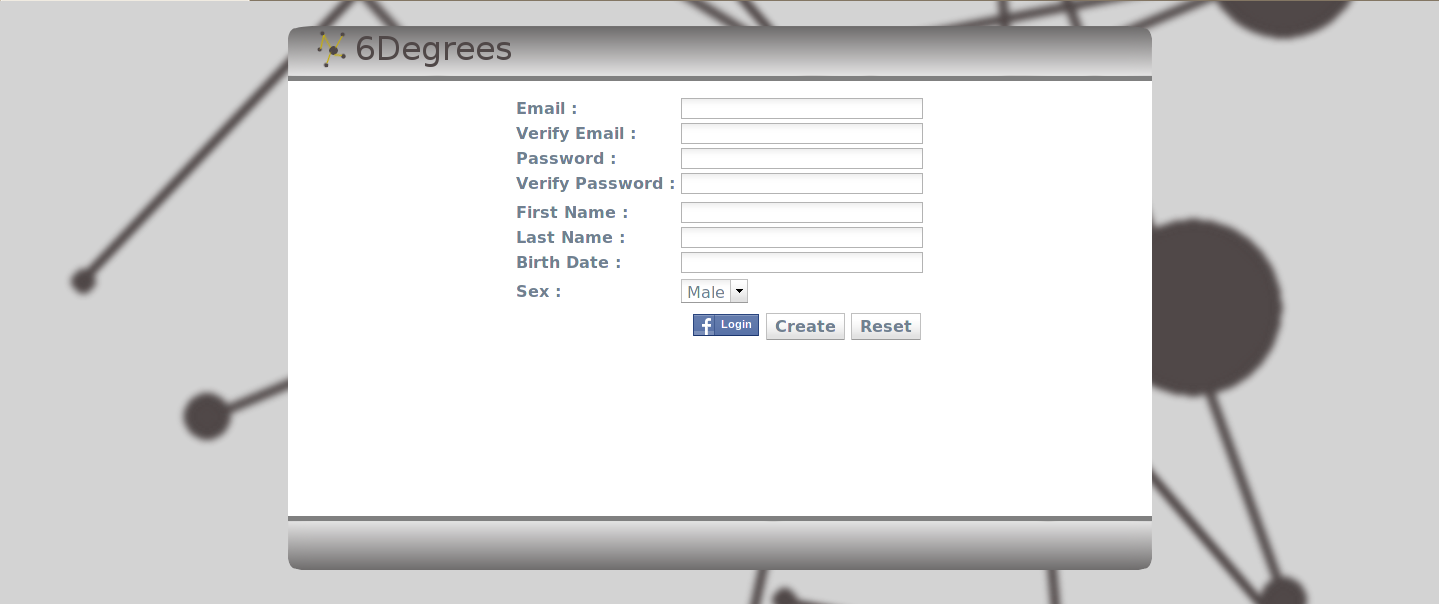 6Degrees
Email :
Verify Email :
Password :
Verify Password :
First Name :
Last Name :
Birth Date :
Sex : Male
f Login Create Reset